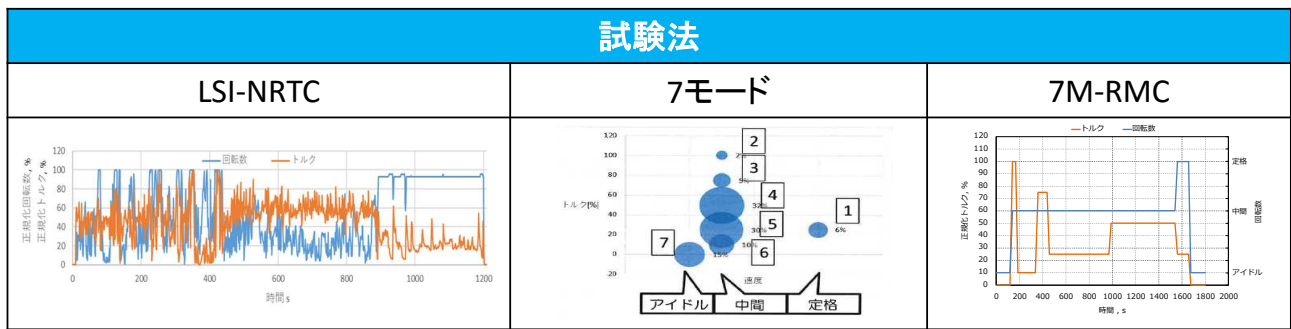 試験法
LSI-NRTC
7モード
7M-RMC
正規化回転数, %
正規化トルク, %
120
100
80
60
40
20
0
回転数
トルク
0
200
400
600
800
1000
1200
時間 s
トルク[%]
120
100
80
60
40
20
0
-20
2
2%
3
5%
4
32%
5
30%
6
10%
7
15%
1
6%
速度
アイドル
中間
定格
トルク
回転数
正規化トルク, %
120
110
100
90
80
70
60
50
40
30
20
10
0
定格
中間
アイドル
回転数
0 200 400 600 800 1000 1200 1400 1600 1800 2000
時間 , s